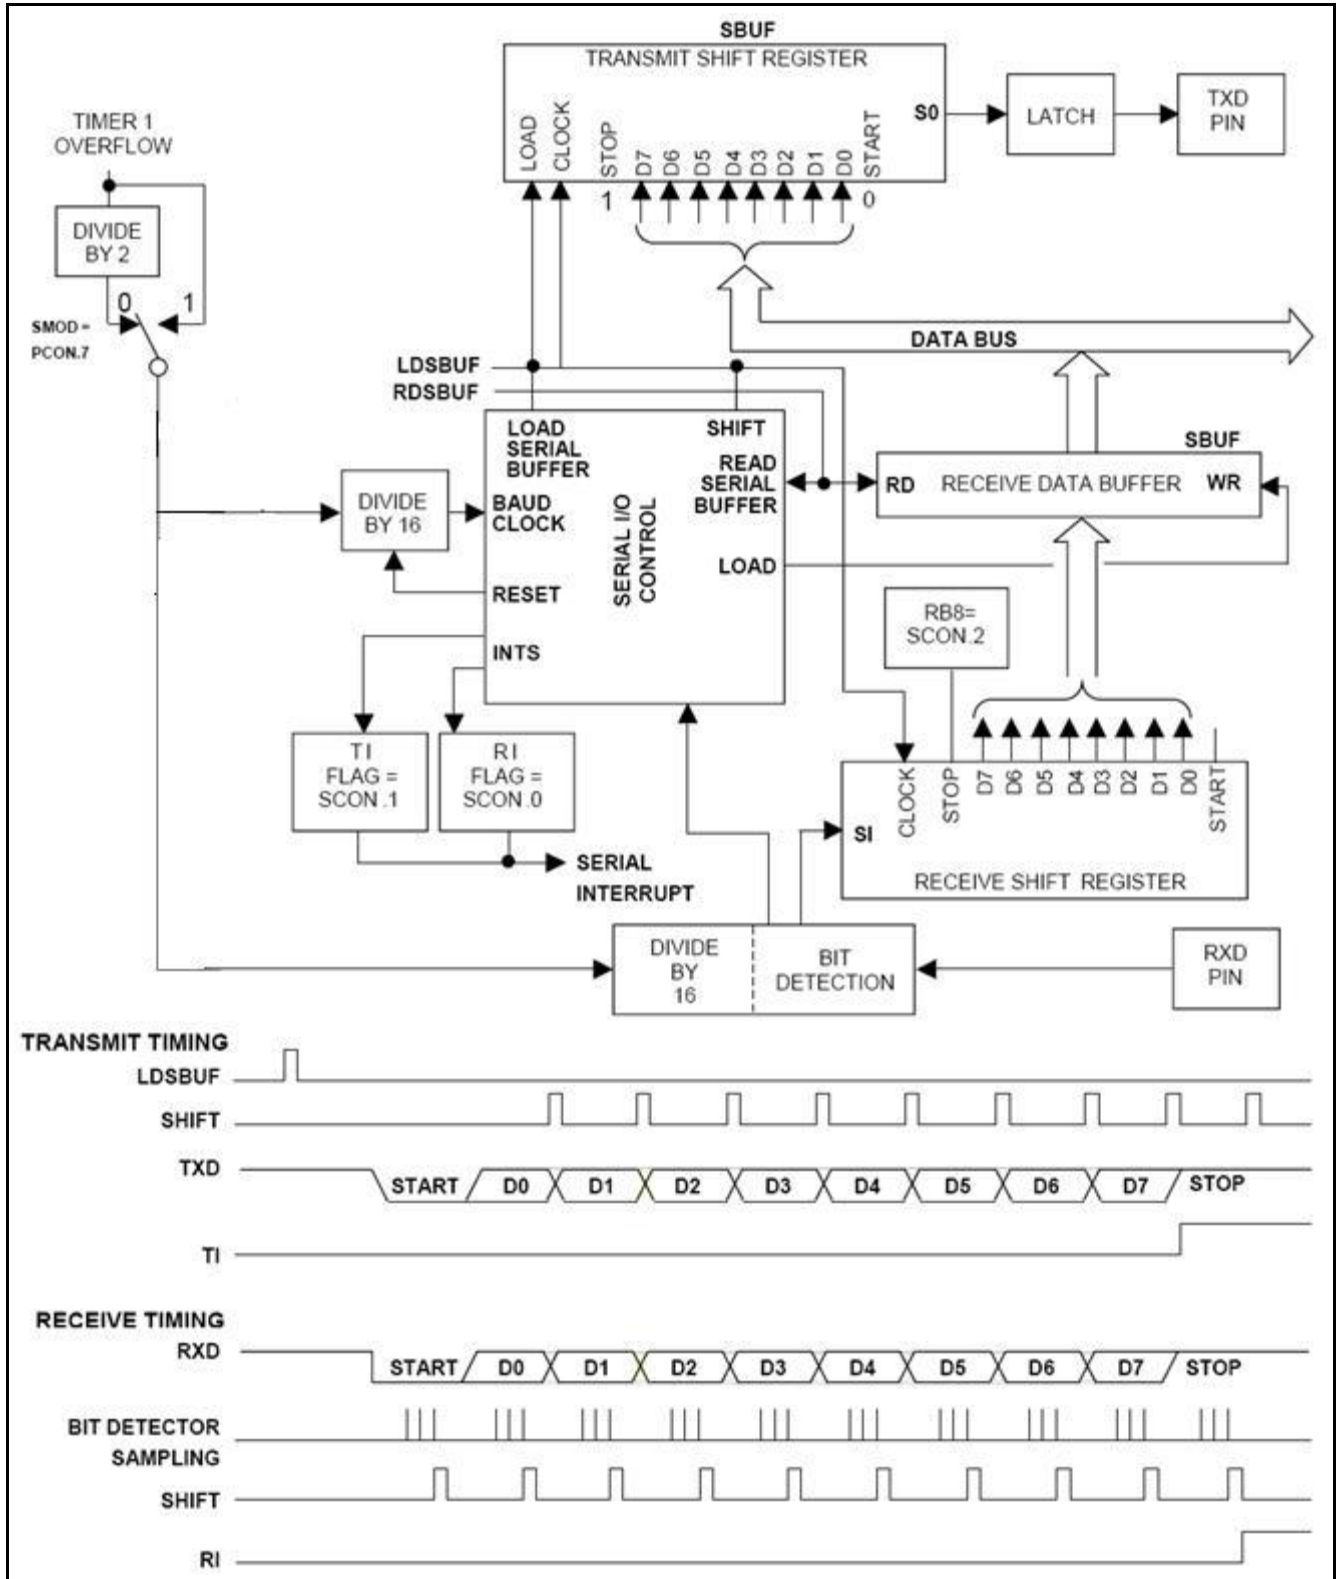 SBUF
TRANSMIT SHIFT REGISTER
LOAD
CLOCK
STOP
D7
D6
D5
D4
D3
D2
D1
D0
START
1
0
S0
LATCH
TXD
PIN
TIMER 1
OVERFLOW
DIVIDE
BY 2
0
1
SMOD =
PCON.7
DATA BUS
LDSBUF
RDSBUF
LOAD
SERIAL
BUFFER
SHIFT
READ
SERIAL
BUFFER
BAUD
CLOCK
SERIAL I/O
CONTROL
LOAD
RESET
INTS
DIVIDE
BY 16
SBUF
RD
RECEIVE DATA BUFFER
WR
RB8=
SCON.2
TI
FLAG =
SCON.1
RI
FLAG =
SCON.0
SERIAL
INTERRUPT
SI
CLOCK
STOP
D7
D6
D5
D4
D3
D2
D1
D0
START
RECEIVE SHIFT REGISTER
DIVIDE
BY
16
BIT
DETECTION
RXD
PIN
TRANSMIT TIMING
LDSBUF
SHIFT
TXD
START
D0
D1
D2
D3
D4
D5
D6
D7
STOP
TI
RECEIVE TIMING
RXD
START
D0
D1
D2
D3
D4
D5
D6
D7
STOP
BIT DETECTOR
SAMPLING
SHIFT
RI